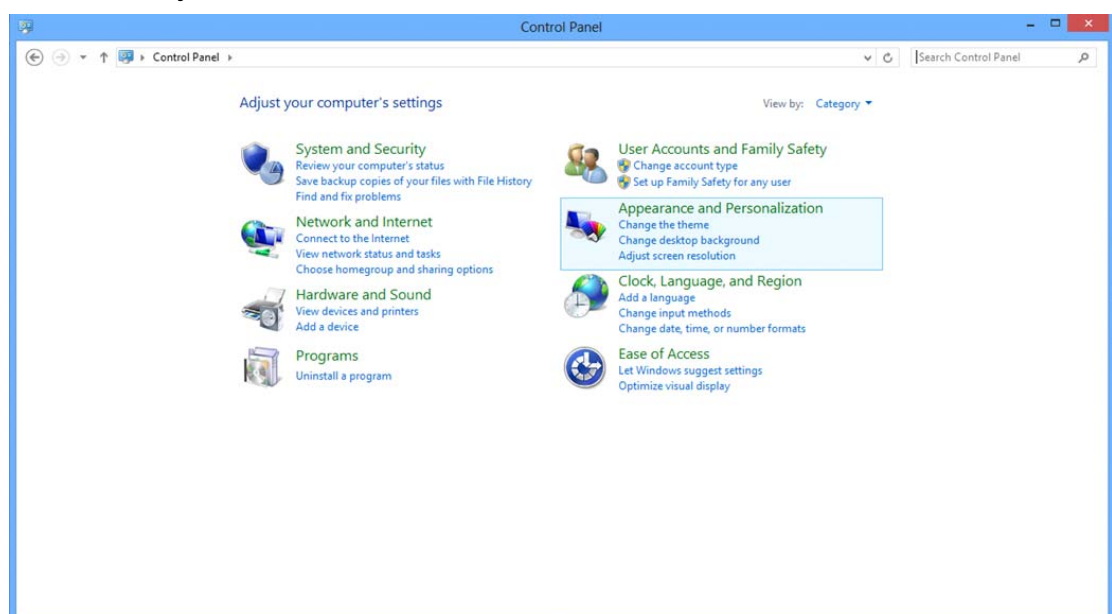 Control Panel
Control Panel
Search Control Panel
Adjust your computer's settings
View by: Category
System and Security
Review your computer's status
Save backup copies of your files with File History
Find and fix problems
Network and Internet
Connect to the Internet
View network status and tasks
Choose homegroup and sharing options
Hardware and Sound
View devices and printers
Add a device
Programs
Uninstall a program
User Accounts and Family Safety
Change account type
Set up Family Safety for any user
Appearance and Personalization
Change the theme
Change desktop background
Adjust screen resolution
Clock, Language, and Region
Add a language
Change input methods
Change date, time, or number formats
Ease of Access
Let Windows suggest settings
Optimize visual display